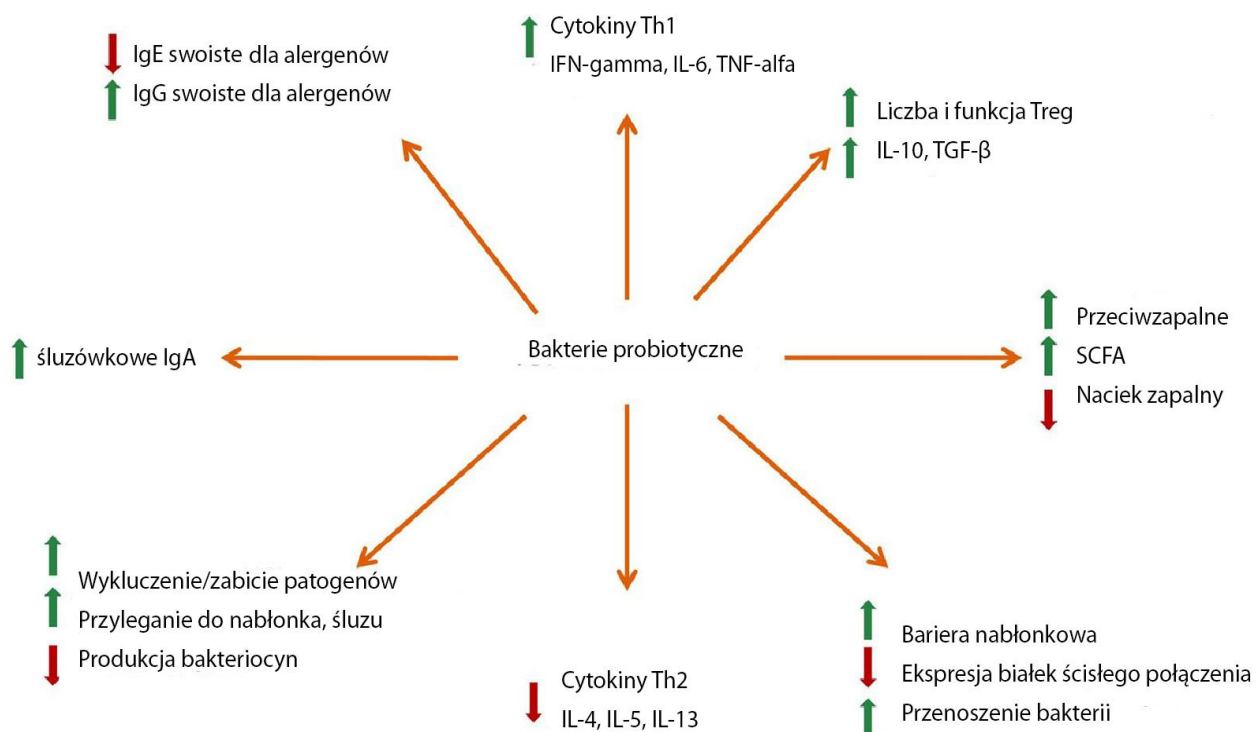 IgE swoiste dla alergenów
IgG swoiste dla alergenów
Cytokiny Th1
IFN-gamma, IL-6, TNF-alfa
Liczba i funkcja Treg
IL-10, TGF-β
śluzówkowe IgA
Bakterie probiotyczne
Przeciwzapalne
SCFA
Naciek zapalny
Wykluczenie/zabicie patogenów
Przyleganie do nabłonka, śluzu
Produkcja bakteriocyn
Cytokiny Th2
IL-4, IL-5, IL-13
Bariera nabłonkowa
Ekspresja białek ścisłego połączenia
Przenoszenie bakterii